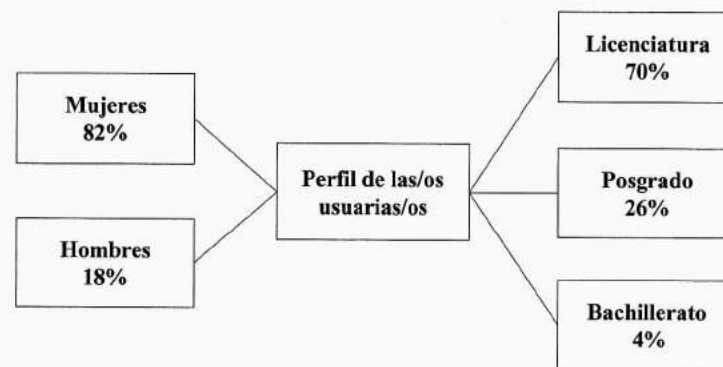 Mujeres
82%
Hombres
18%
Perfil de las/os
usuarias/os
Licenciatura
70%
Posgrado
26%
Bachillerato
4%